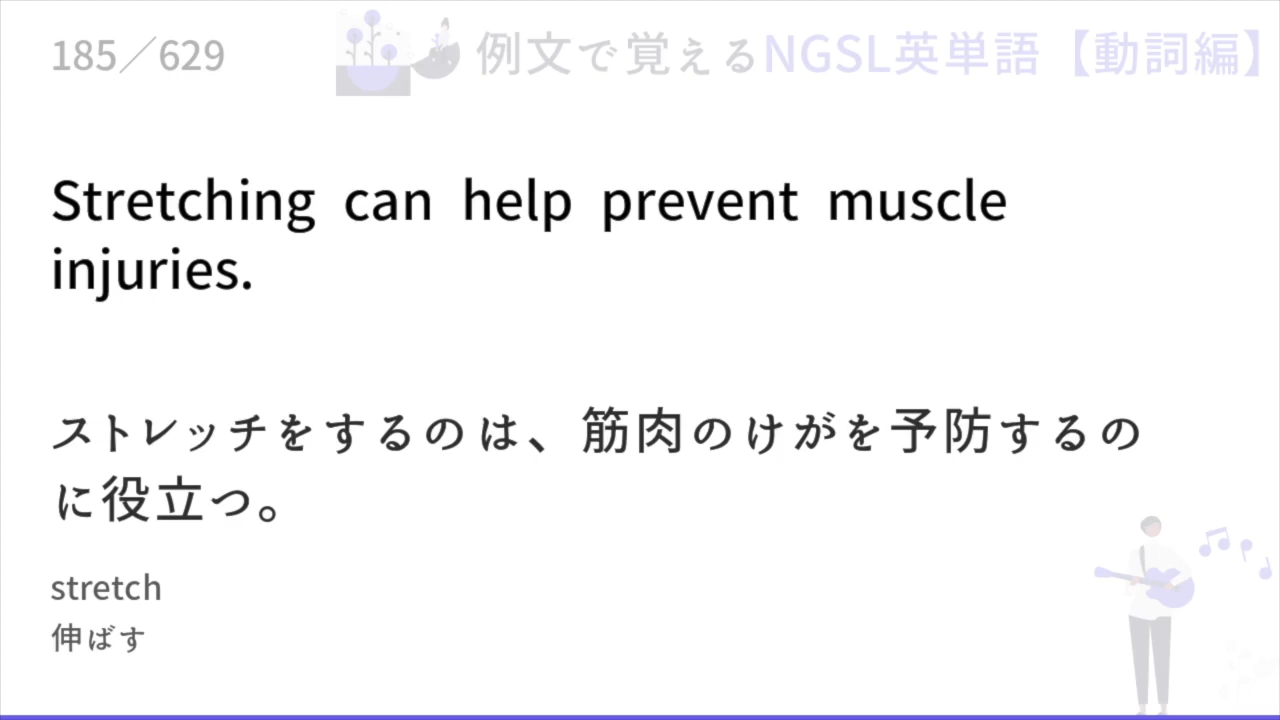 185／629
例文で覚えるNGSL英単語【動詞編】
Stretching can help prevent muscle
injuries.
ストレッチをするのは、筋肉のけがを予防するの
に役立つ。
stretch
伸ばす